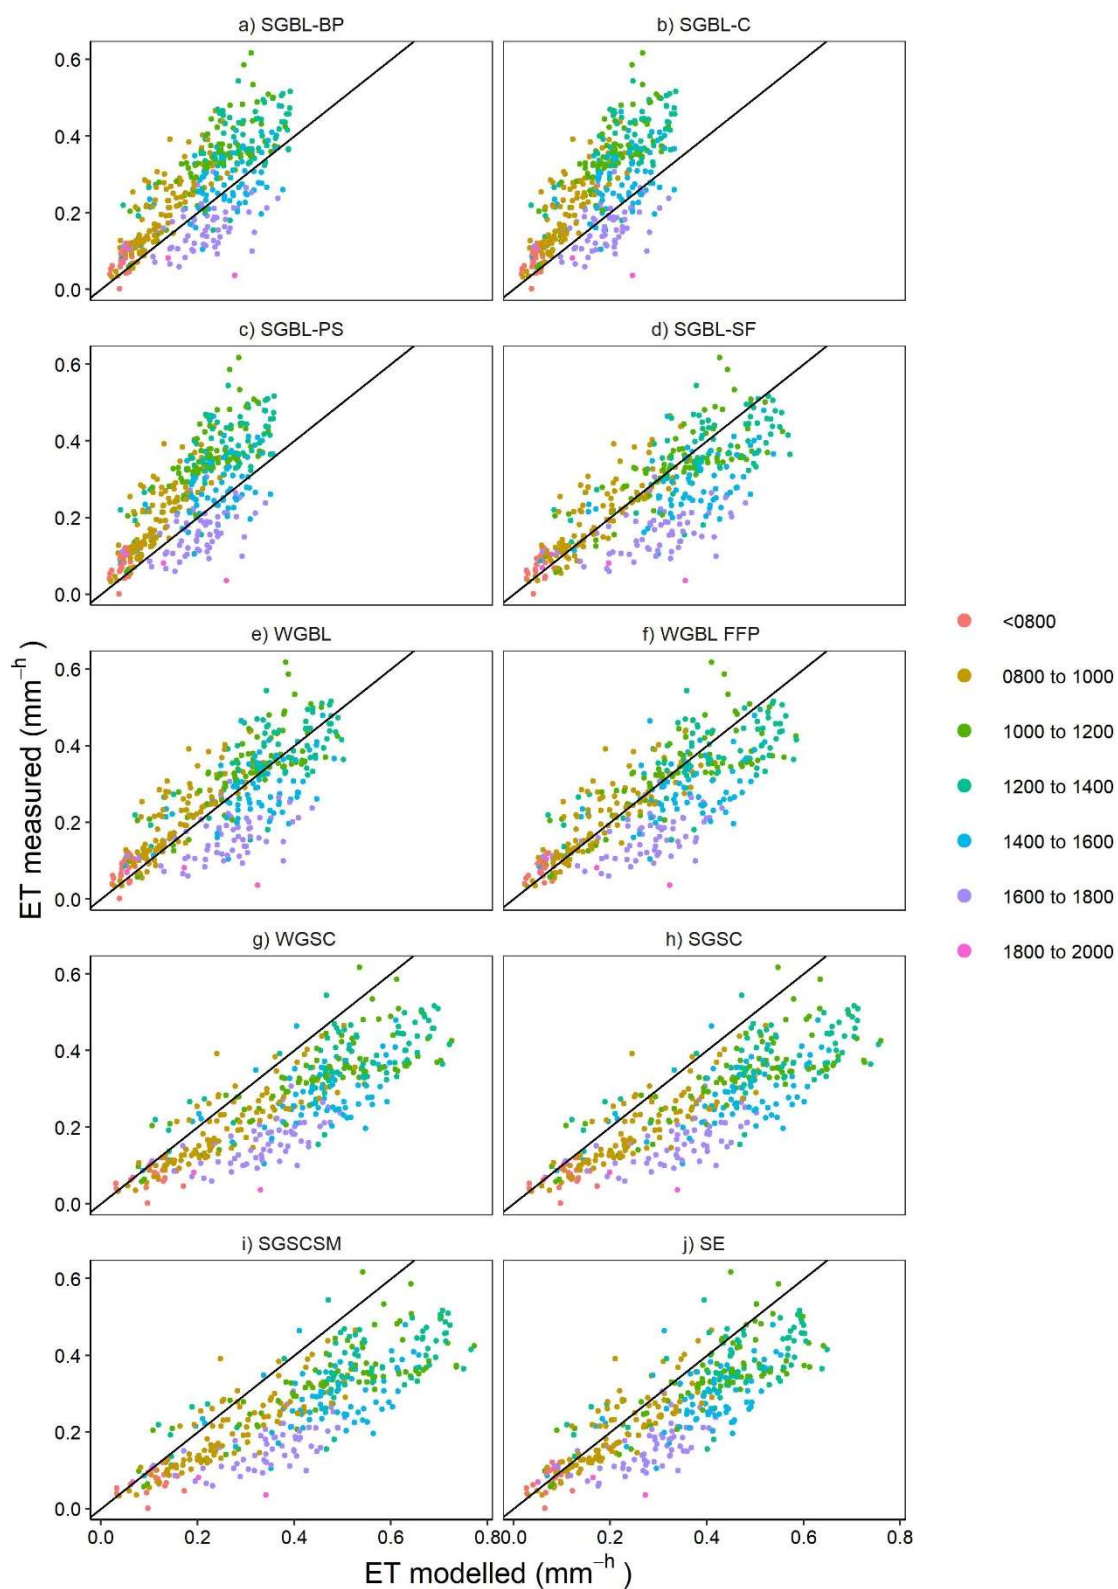 a) SGBL-BP
b) SGBL-C
0.6
0.4
0.2
0.0
c) SGBL-PS
d) SGBL-SF
0.6
0.4
0.2
0.0
e) WGBL
f) WGBL FFP
0.6
0.4
0.2
0.0
g) WGSC
h) SGSC
0.6
0.4
0.2
0.0
i) SGSCSM
j) SE
0.6
0.4
0.2
0.0
0.0 0.2 0.4 0.6 0.8 0.0 0.2 0.4 0.6 0.8
ET modelled (mm⁻ʰ)
ET measured (mm⁻ʰ)
<0800
0800 to 1000
1000 to 1200
1200 to 1400
1400 to 1600
1600 to 1800
1800 to 2000